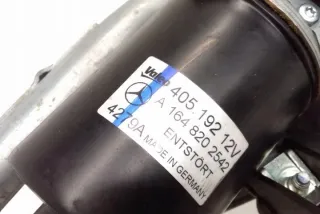 Valeo 405 192 12V
A 164 820 2542
ENTSTÖRT
4279A MADE IN GERMANY